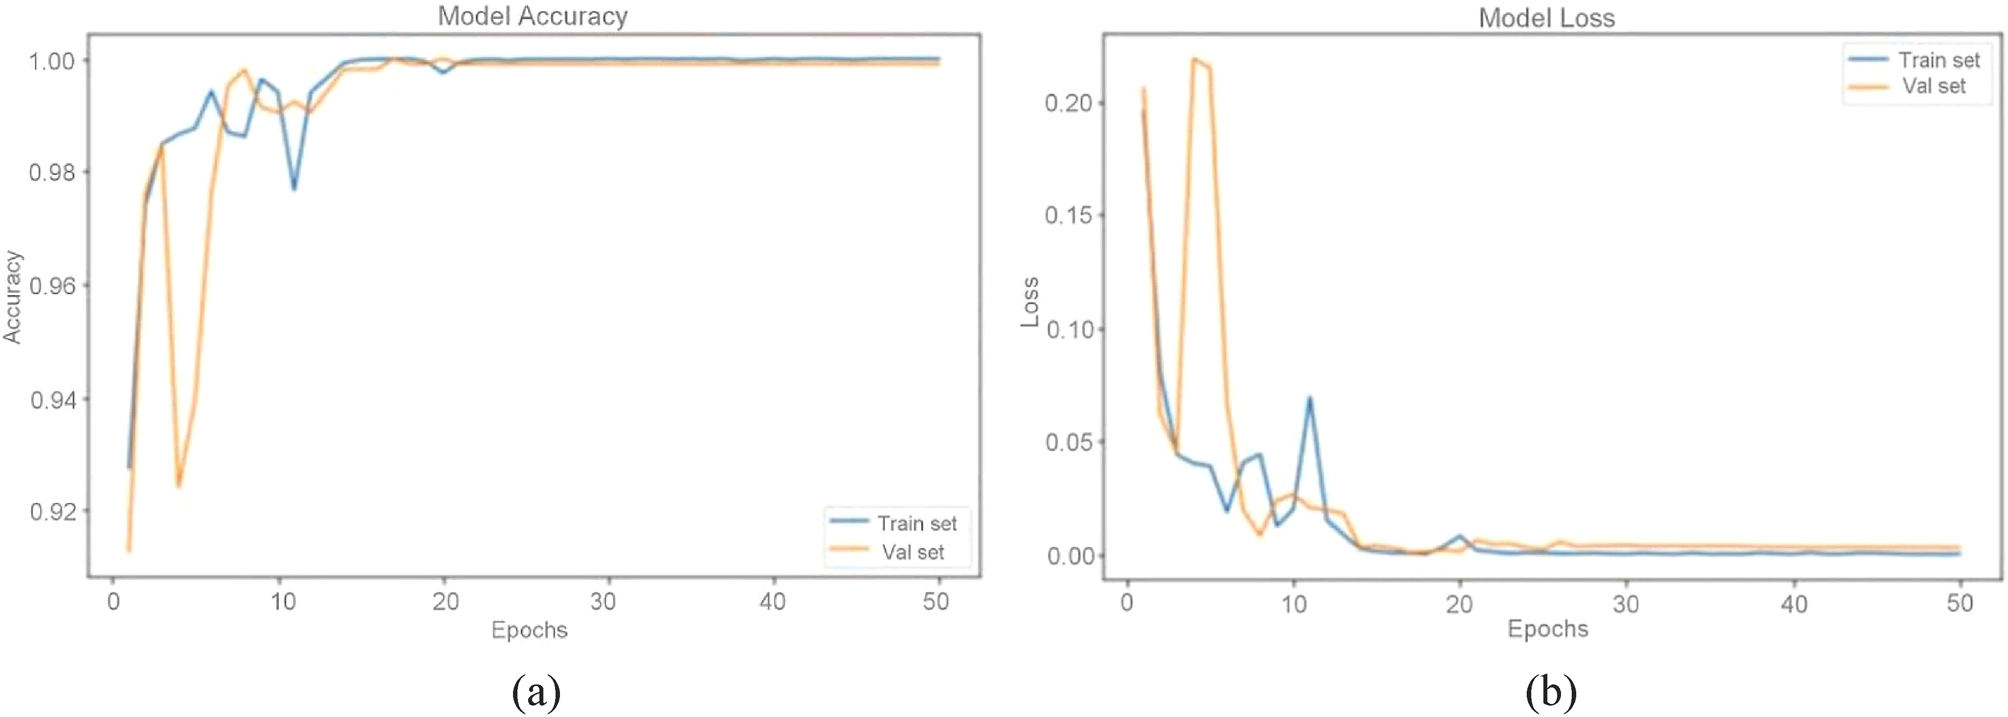 Model Accuracy
1.00
0.98
0.96
0.94
0.92
Accuracy
Train set
Val set
0 10 20 30 40 50
Epochs
(a)
Model Loss
Train set
Val set
0.20
0.15
0.10
0.05
0.00
Loss
0 10 20 30 40 50
Epochs
(b)